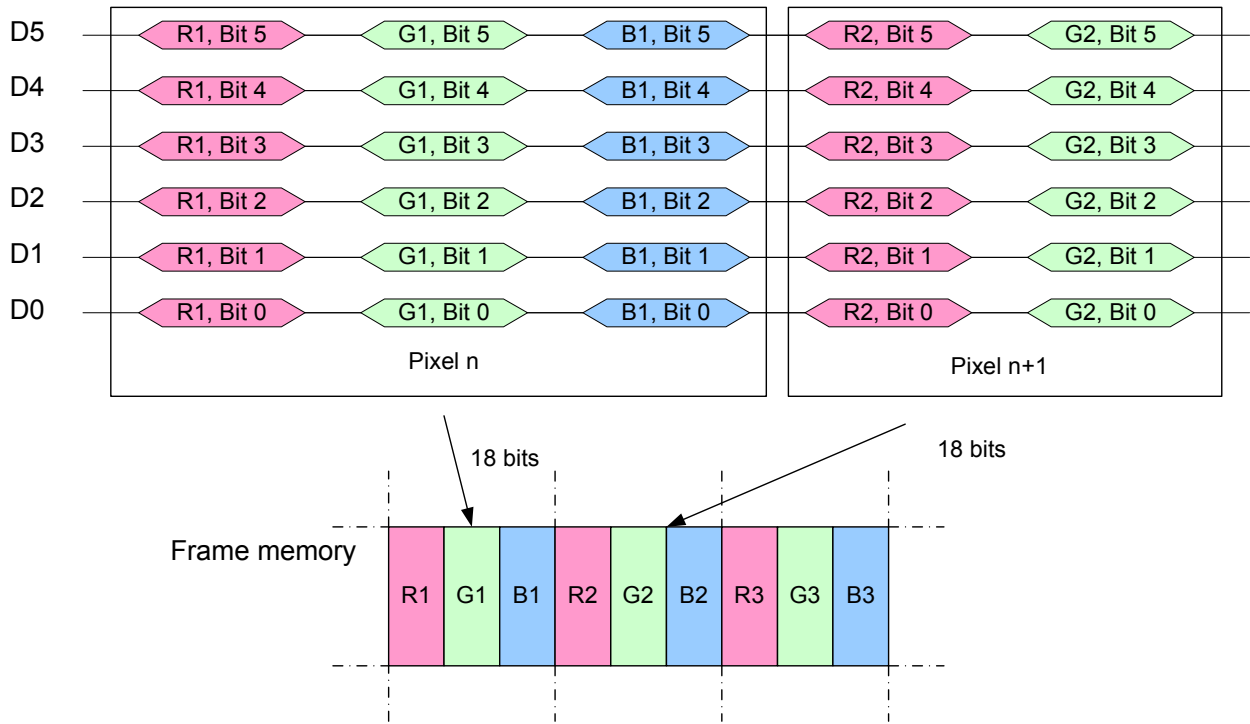 D5 R1, Bit 5 G1, Bit 5 B1, Bit 5 R2, Bit 5 G2, Bit 5
D4 R1, Bit 4 G1, Bit 4 B1, Bit 4 R2, Bit 4 G2, Bit 4
D3 R1, Bit 3 G1, Bit 3 B1, Bit 3 R2, Bit 3 G2, Bit 3
D2 R1, Bit 2 G1, Bit 2 B1, Bit 2 R2, Bit 2 G2, Bit 2
D1 R1, Bit 1 G1, Bit 1 B1, Bit 1 R2, Bit 1 G2, Bit 1
D0 R1, Bit 0 G1, Bit 0 B1, Bit 0 R2, Bit 0 G2, Bit 0
Pixel n Pixel n+1
18 bits 18 bits
Frame memory
R1 G1 B1 R2 G2 B2 R3 G3 B3